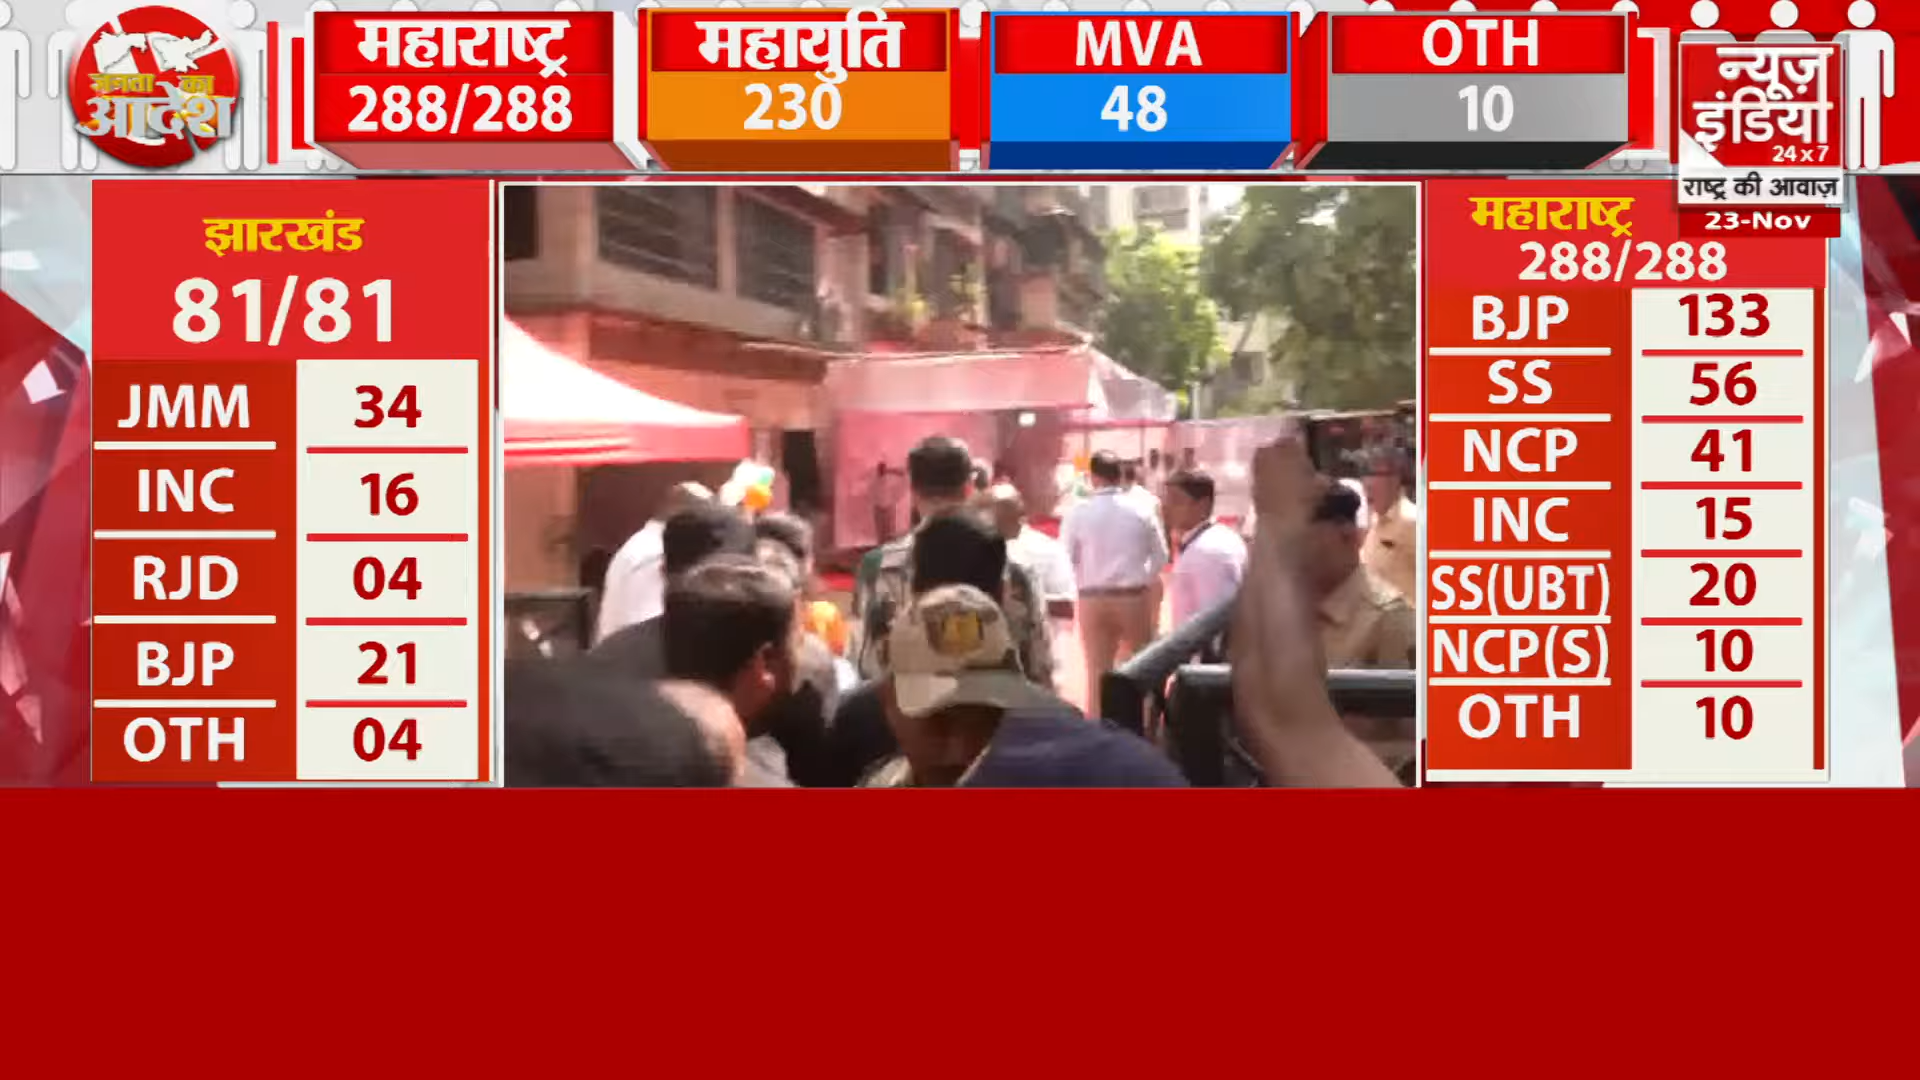 जनता का
आदेश
महाराष्ट्र
288/288
महायुति
230
MVA
48
OTH
10
न्यूज़
इंडिया
24x7
राष्ट्र की आवाज़
23-Nov
झारखंड
81/81
JMM 34
INC 16
RJD 04
BJP 21
OTH 04
महाराष्ट्र
288/288
BJP 133
SS 56
NCP 41
INC 15
SS(UBT) 20
NCP(S) 10
OTH 10